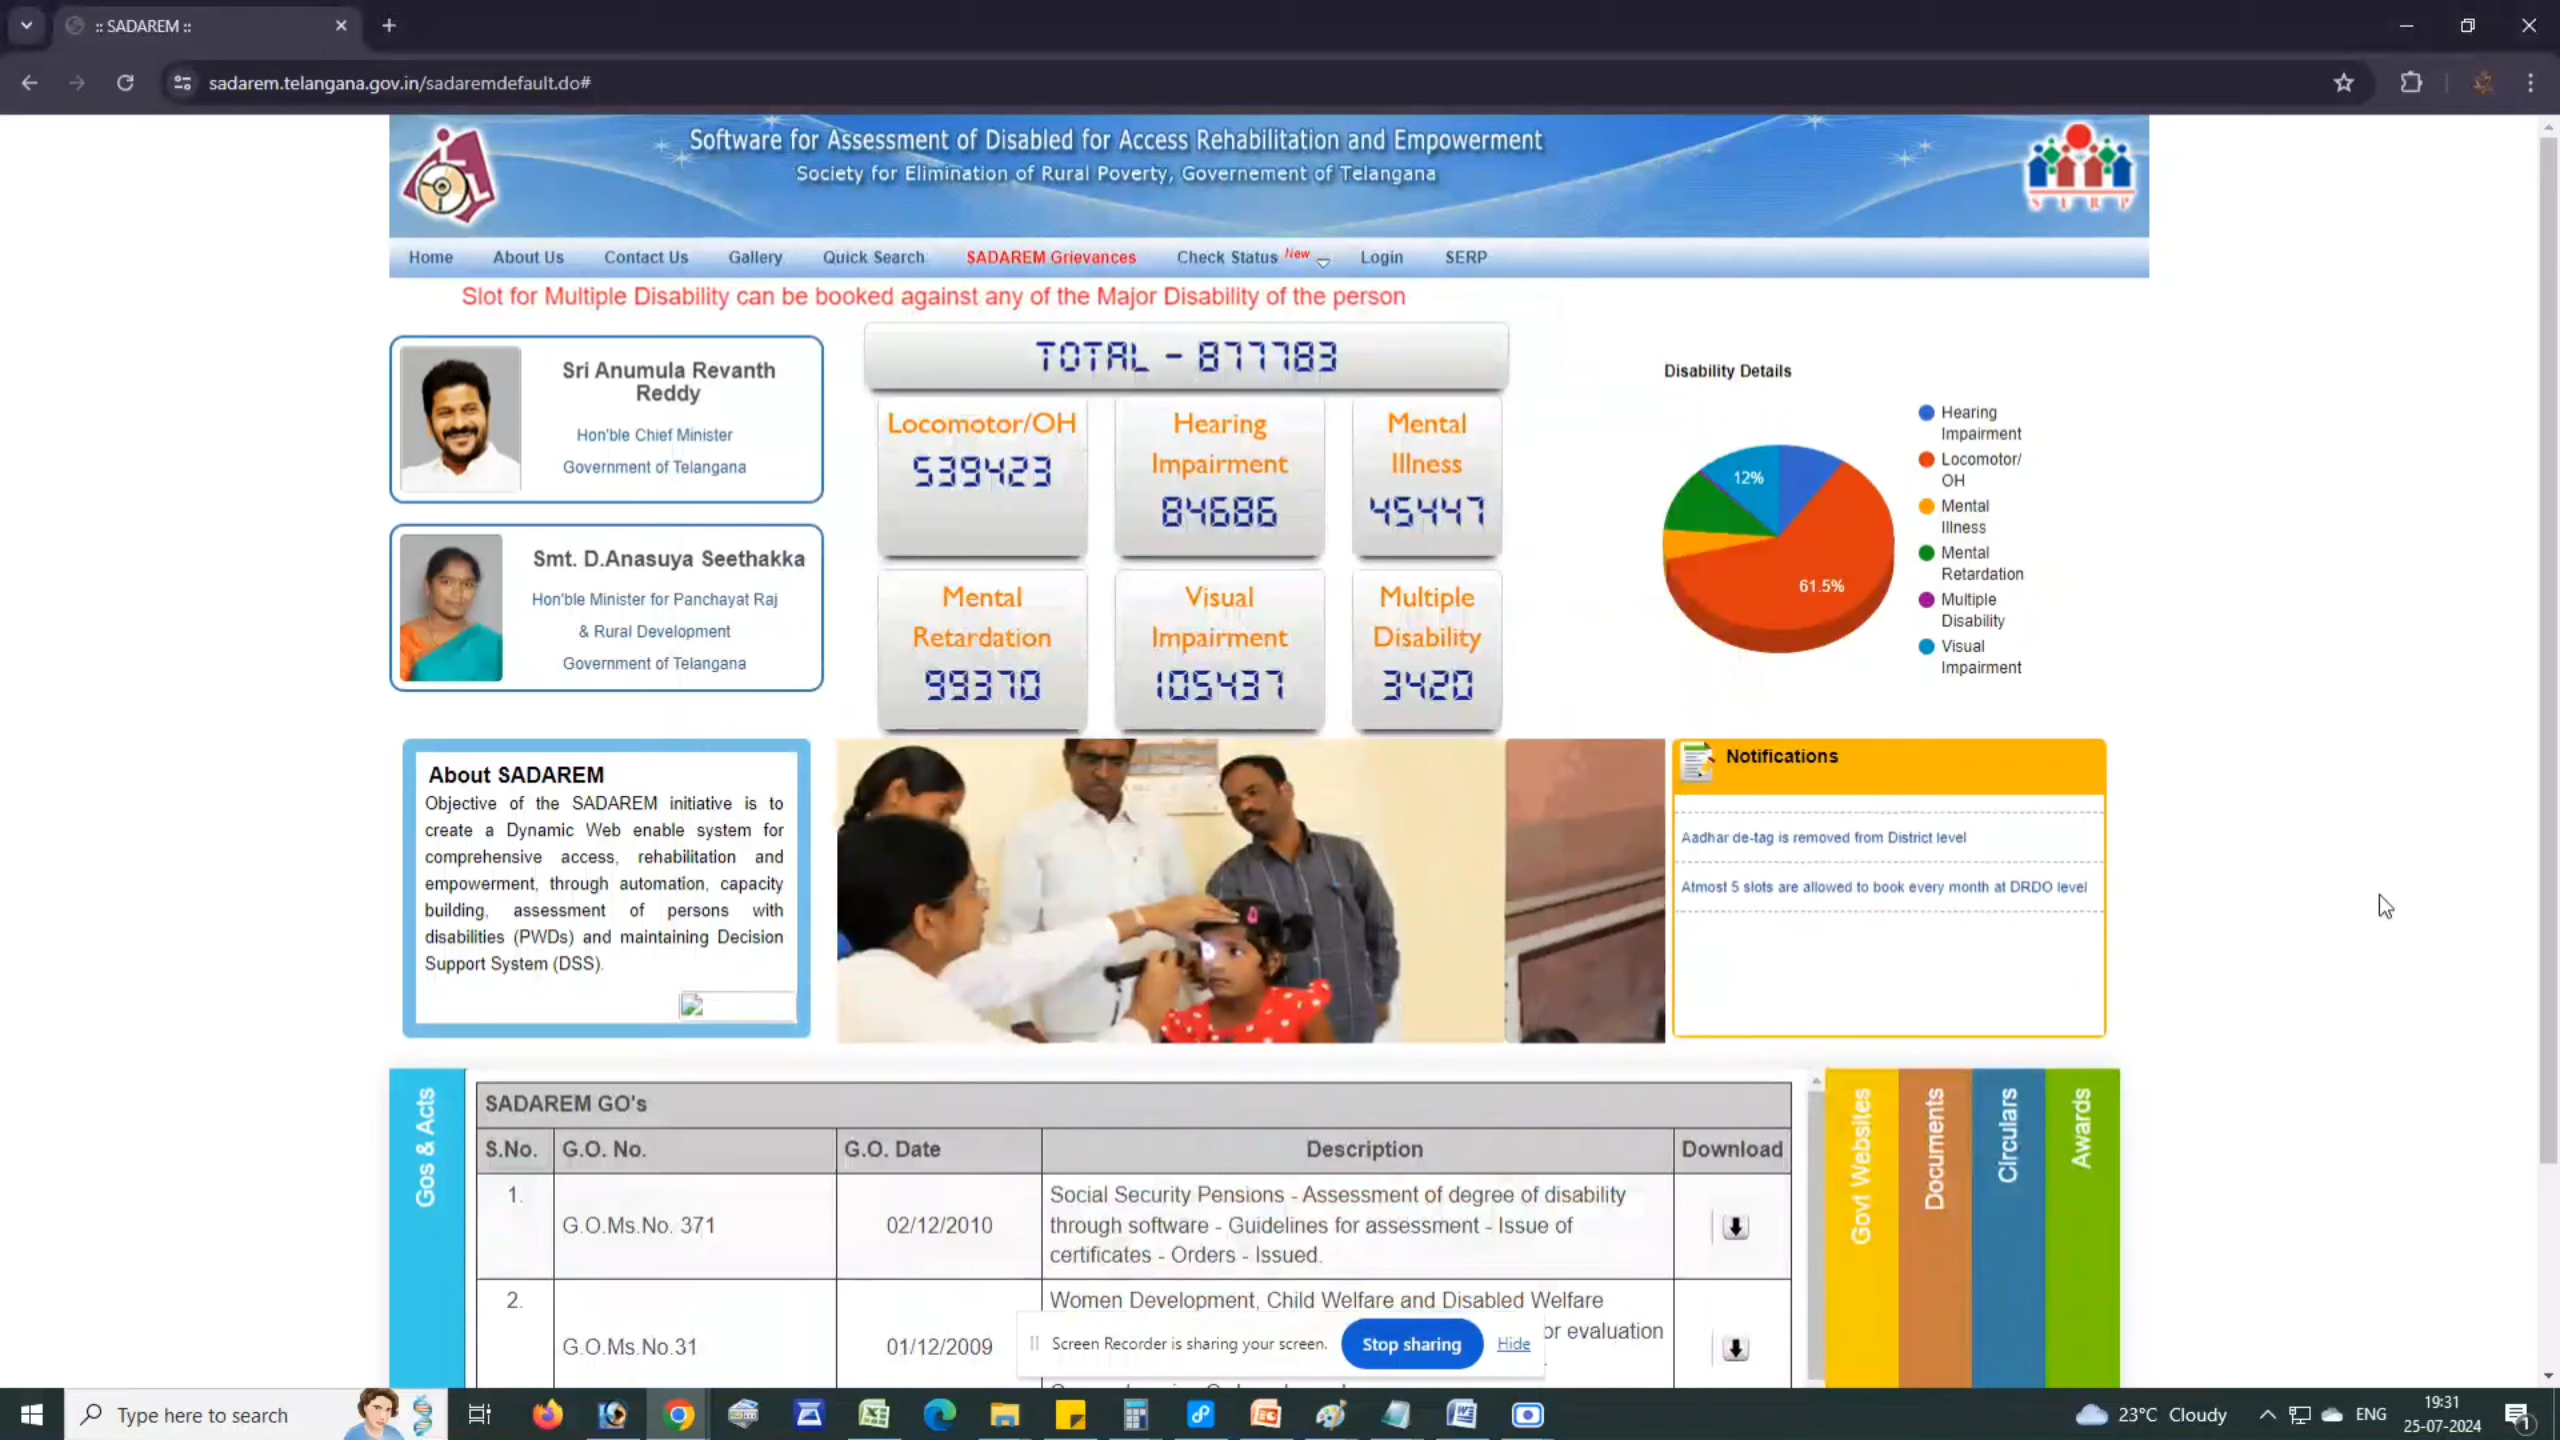 :: SADAREM ::
sadarem.telangana.gov.in/sadaremdefault.do#
Software for Assessment of Disabled for Access Rehabilitation and Empowerment
Society for Elimination of Rural Poverty, Governement of Telangana
S E R P
Home About Us Contact Us Gallery Quick Search SADAREM Grievances Check Status New Login SERP
Slot for Multiple Disability can be booked against any of the Major Disability of the person
Sri Anumula Revanth
Reddy
Hon'ble Chief Minister
Government of Telangana
Smt. D.Anasuya Seethakka
Hon'ble Minister for Panchayat Raj
& Rural Development
Government of Telangana
TOTAL - 877783
Locomotor/OH
539423
Hearing
Impairment
84686
Mental
Illness
45447
Mental
Retardation
99370
Visual
Impairment
105437
Multiple
Disability
3420
Disability Details
12%
61.5%
Hearing
Impairment
Locomotor/
OH
Mental
Illness
Mental
Retardation
Multiple
Disability
Visual
Impairment
About SADAREM
Objective of the SADAREM initiative is to
create a Dynamic Web enable system for
comprehensive access, rehabilitation and
empowerment, through automation, capacity
building, assessment of persons with
disabilities (PWDs) and maintaining Decision
Support System (DSS).
Notifications
Aadhar de-tag is removed from District level
Atmost 5 slots are allowed to book every month at DRDO level
Gos & Acts
SADAREM GO's
S.No. G.O. No. G.O. Date Description Download
1. G.O.Ms.No. 371 02/12/2010 Social Security Pensions - Assessment of degree of disability
through software - Guidelines for assessment - Issue of
certificates - Orders - Issued.
2. G.O.Ms.No.31 01/12/2009 Women Development, Child Welfare and Disabled Welfare
or evaluation
Govt Websites
Documents
Circulars
Awards
Screen Recorder is sharing your screen. Stop sharing Hide
Type here to search
23°C Cloudy
ENG
19:31
25-07-2024
1